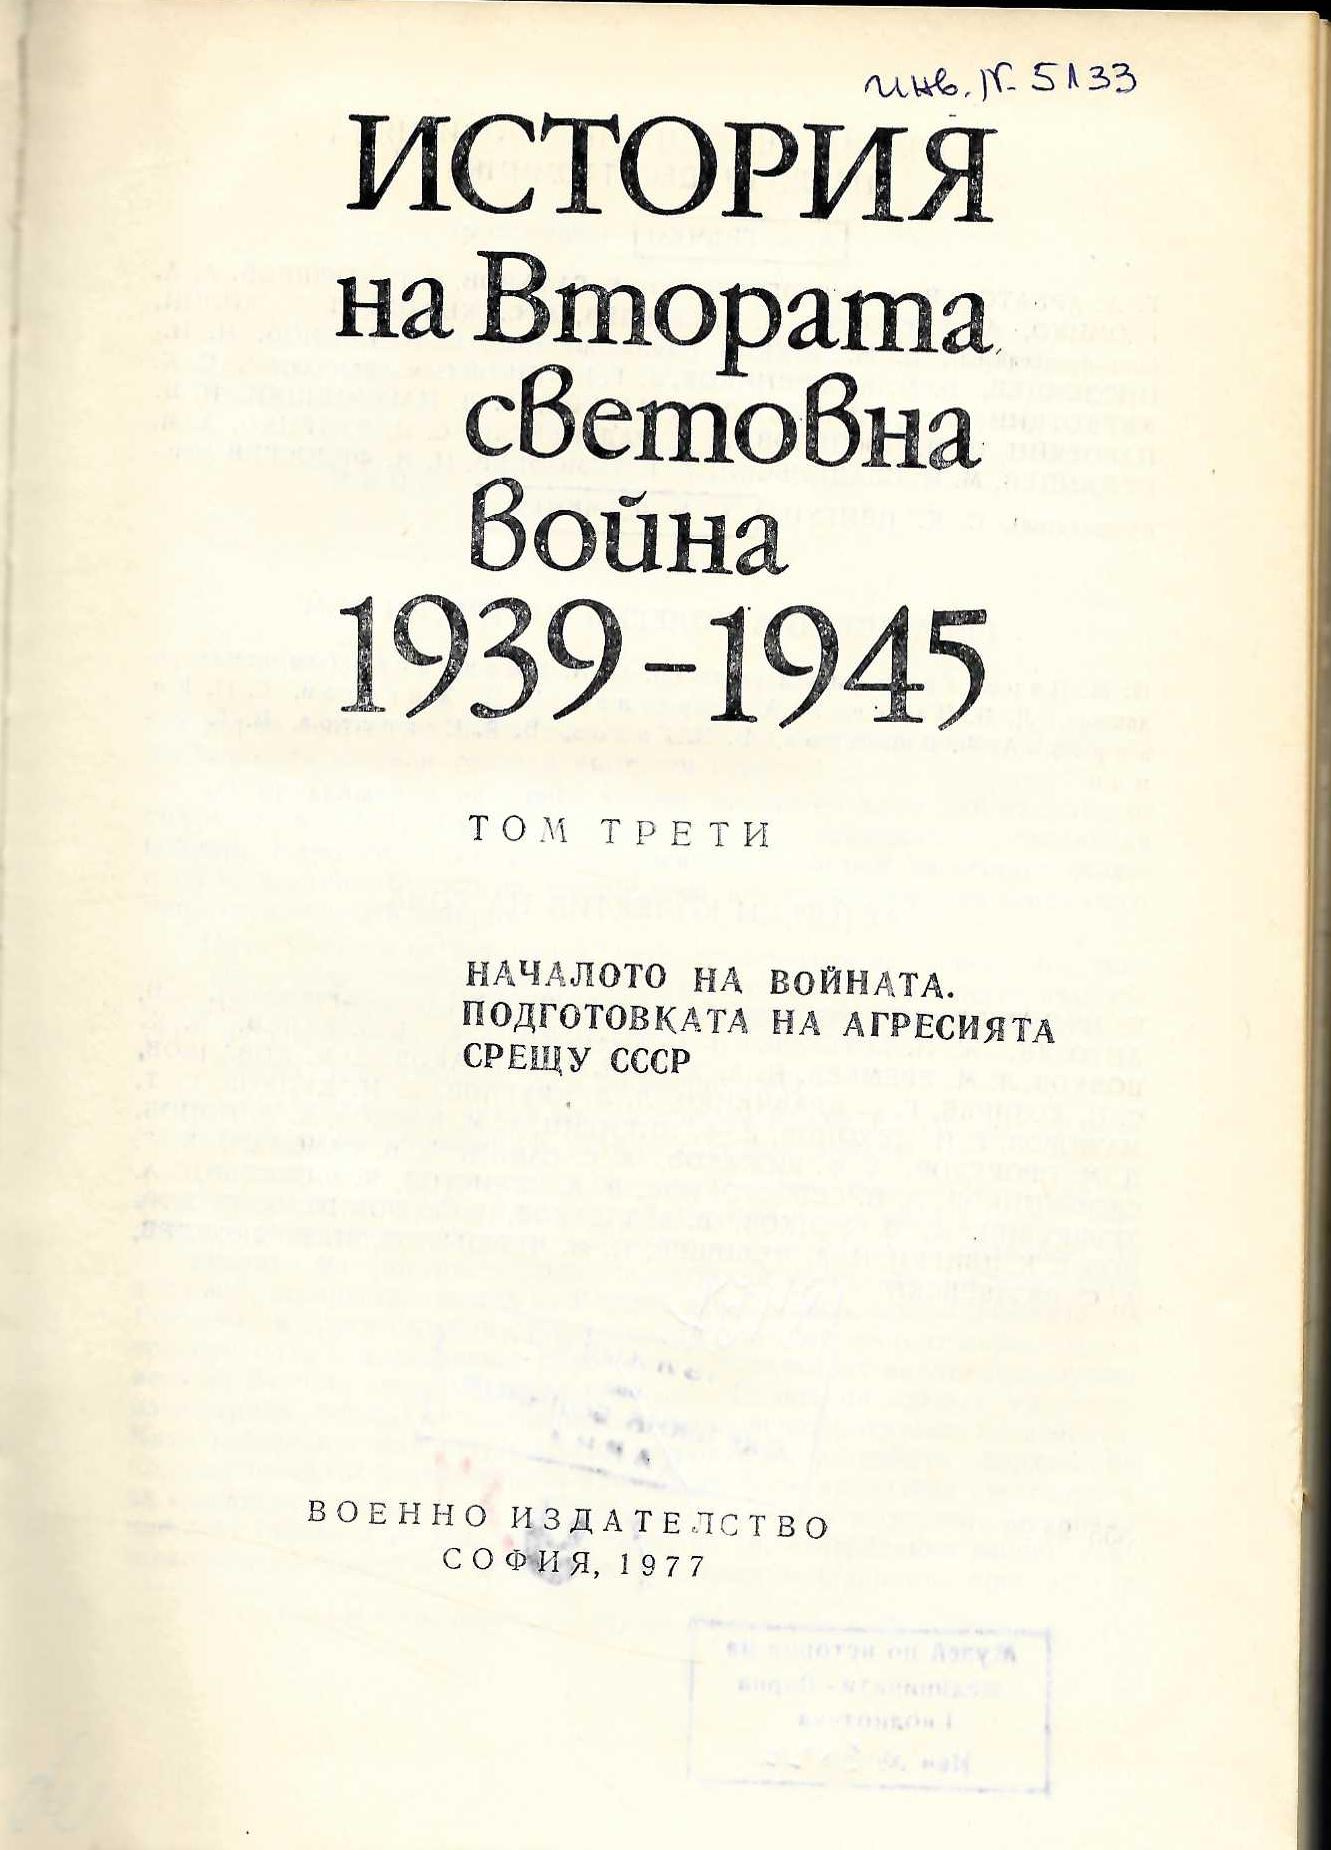 инв. № 5133
ИСТОРИЯ
на Втората
световна
война
1939–1945
ТОМ ТРЕТИ
НАЧАЛОТО НА ВОЙНАТА.
ПОДГОТОВКАТА НА АГРЕСИЯТА
СРЕЩУ СССР
ВОЕННО ИЗДАТЕЛСТВО
СОФИЯ, 1977